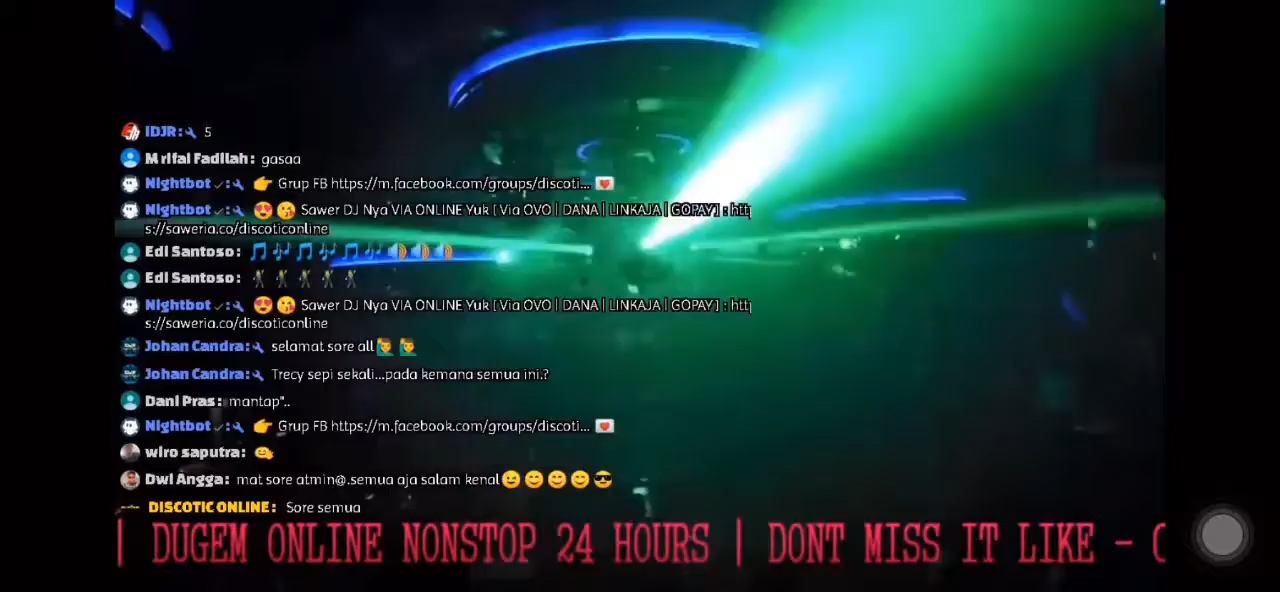 IDJR: 5
M rifai Fadilah: gasaa
Nightbot: 👉 Grup FB https://m.facebook.com/groups/discoti... 💌
Nightbot: 😍 😘 Sawer DJ Nya VIA ONLINE Yuk [ Via OVO | DANA | LINKAJA | GOPAY ] : http
s://saweria.co/discoticonline
Edi Santoso: 🎵 🎶 🎵 🎶 🎵 🎶 🔊 🔊 🔊
Edi Santoso: 🕺 🕺 🕺 🕺 🕺
Nightbot: 😍 😘 Sawer DJ Nya VIA ONLINE Yuk [ Via OVO | DANA | LINKAJA | GOPAY ] : http
s://saweria.co/discoticonline
Johan Candra: selamat sore all 🙋‍♂️ 🙋‍♂️
Johan Candra: Trecy sepi sekali...pada kemana semua ini.?
Dani Pras: mantap"..
Nightbot: 👉 Grup FB https://m.facebook.com/groups/discoti... 💌
wiro saputra:
Dwi Angga: mat sore atmin@.semua aja salam kenal 😉 😊 😊 😊 😎
DISCOTIC ONLINE: Sore semua
| DUGEM ONLINE NONSTOP 24 HOURS | DONT MISS IT LIKE -